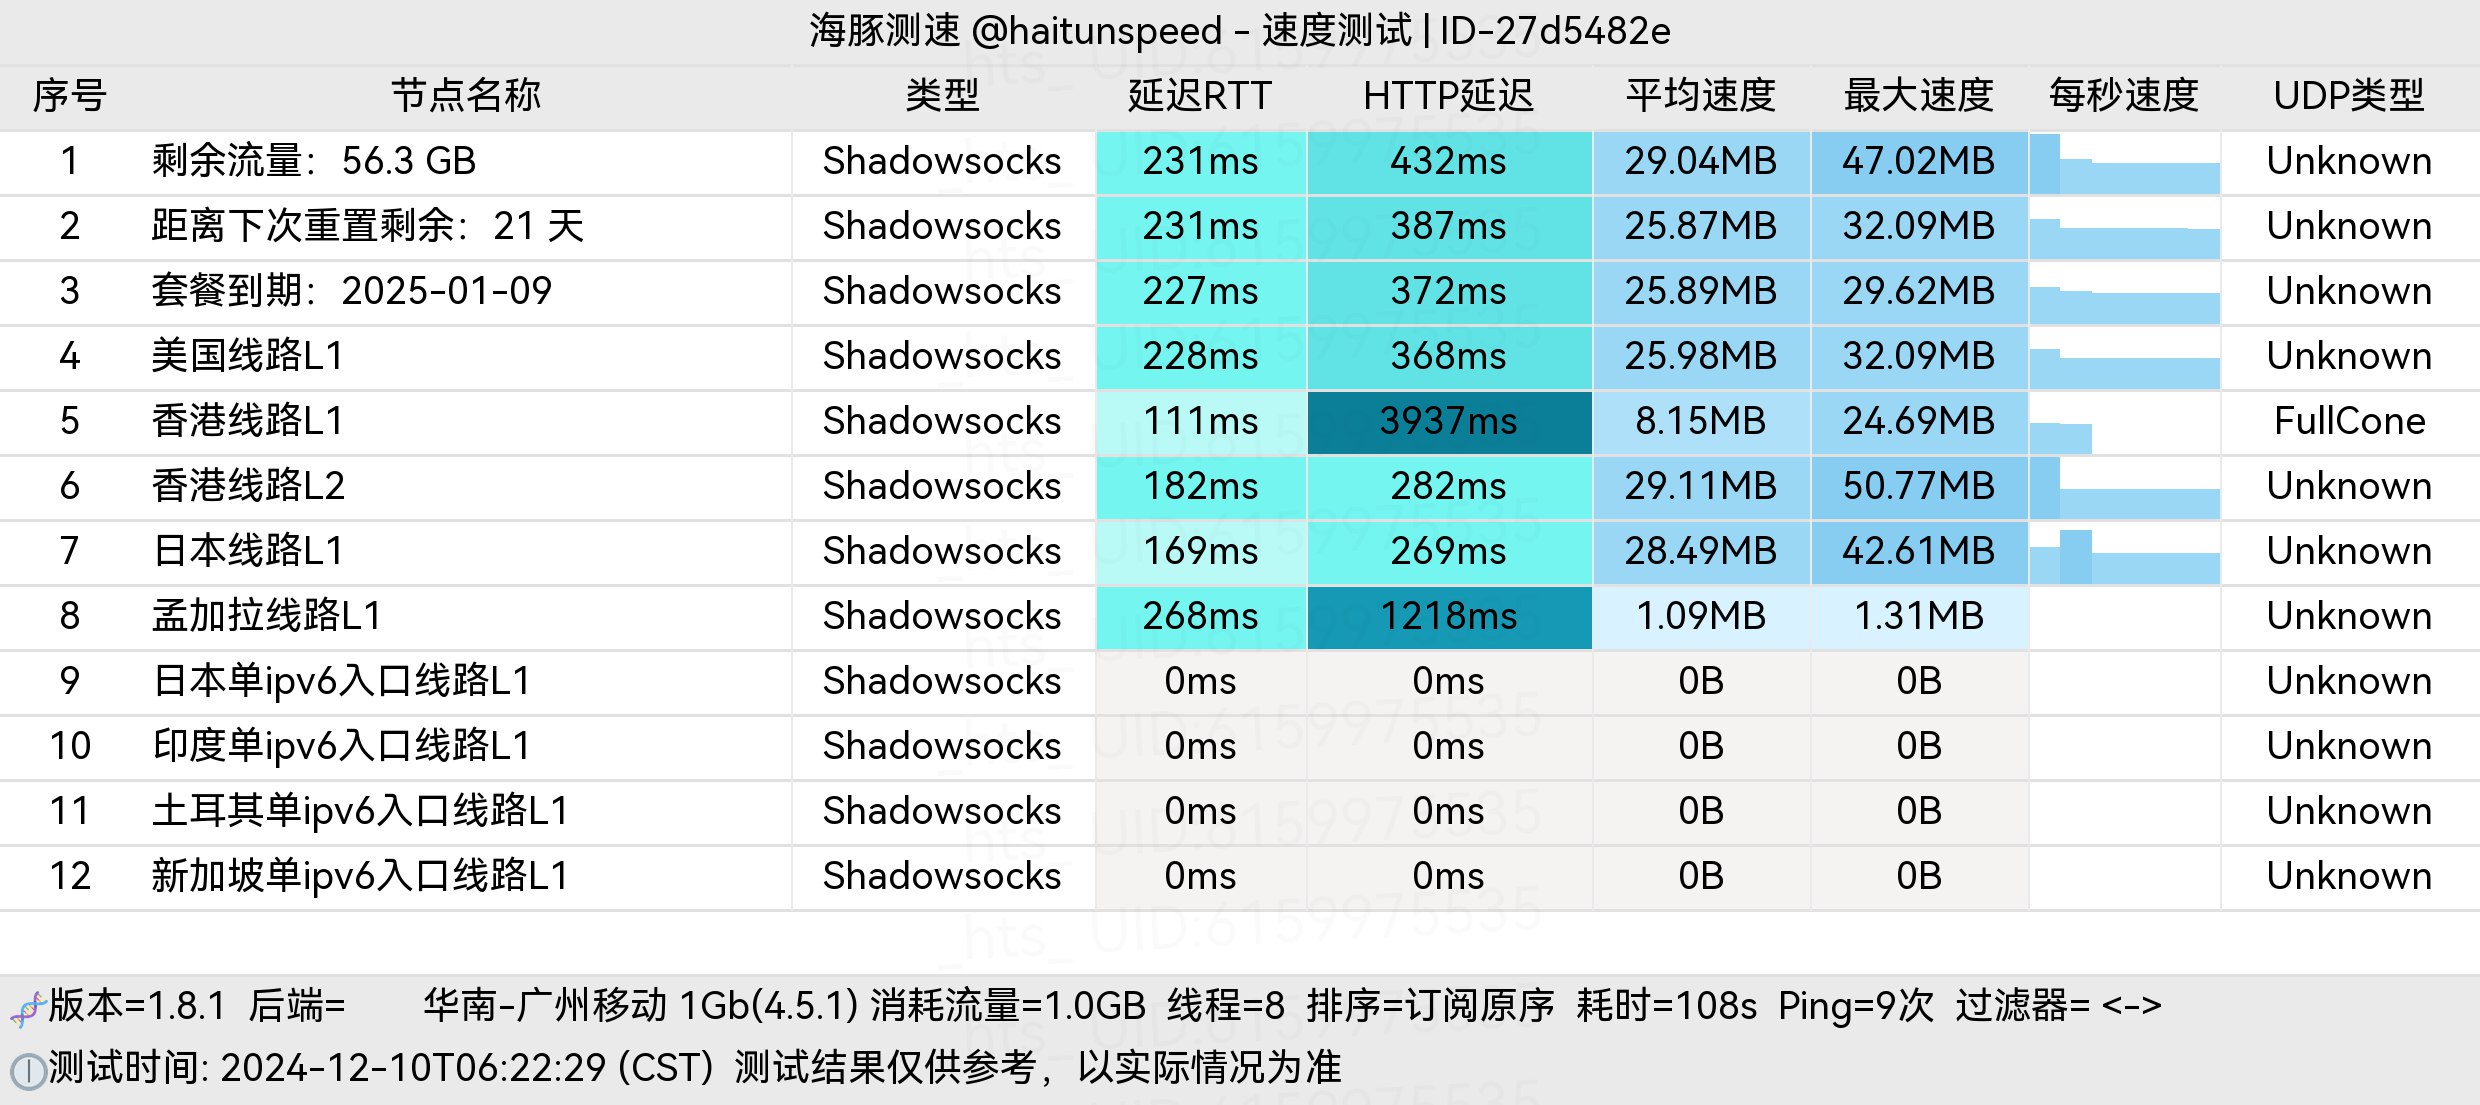 海豚测速 @haitunspeed - 速度测试 | ID-27d5482e
序号 节点名称 类型 延迟RTT HTTP延迟 平均速度 最大速度 每秒速度 UDP类型
1 剩余流量：56.3 GB Shadowsocks 231ms 432ms 29.04MB 47.02MB Unknown
2 距离下次重置剩余：21 天 Shadowsocks 231ms 387ms 25.87MB 32.09MB Unknown
3 套餐到期：2025-01-09 Shadowsocks 227ms 372ms 25.89MB 29.62MB Unknown
4 美国线路L1 Shadowsocks 228ms 368ms 25.98MB 32.09MB Unknown
5 香港线路L1 Shadowsocks 111ms 3937ms 8.15MB 24.69MB FullCone
6 香港线路L2 Shadowsocks 182ms 282ms 29.11MB 50.77MB Unknown
7 日本线路L1 Shadowsocks 169ms 269ms 28.49MB 42.61MB Unknown
8 孟加拉线路L1 Shadowsocks 268ms 1218ms 1.09MB 1.31MB Unknown
9 日本单ipv6入口线路L1 Shadowsocks 0ms 0ms 0B 0B Unknown
10 印度单ipv6入口线路L1 Shadowsocks 0ms 0ms 0B 0B Unknown
11 土耳其单ipv6入口线路L1 Shadowsocks 0ms 0ms 0B 0B Unknown
12 新加坡单ipv6入口线路L1 Shadowsocks 0ms 0ms 0B 0B Unknown
_hts_ UID:6159975535
版本=1.8.1 后端= 华南-广州移动 1Gb(4.5.1) 消耗流量=1.0GB 线程=8 排序=订阅原序 耗时=108s Ping=9次 过滤器= <->
测试时间: 2024-12-10T06:22:29 (CST) 测试结果仅供参考，以实际情况为准